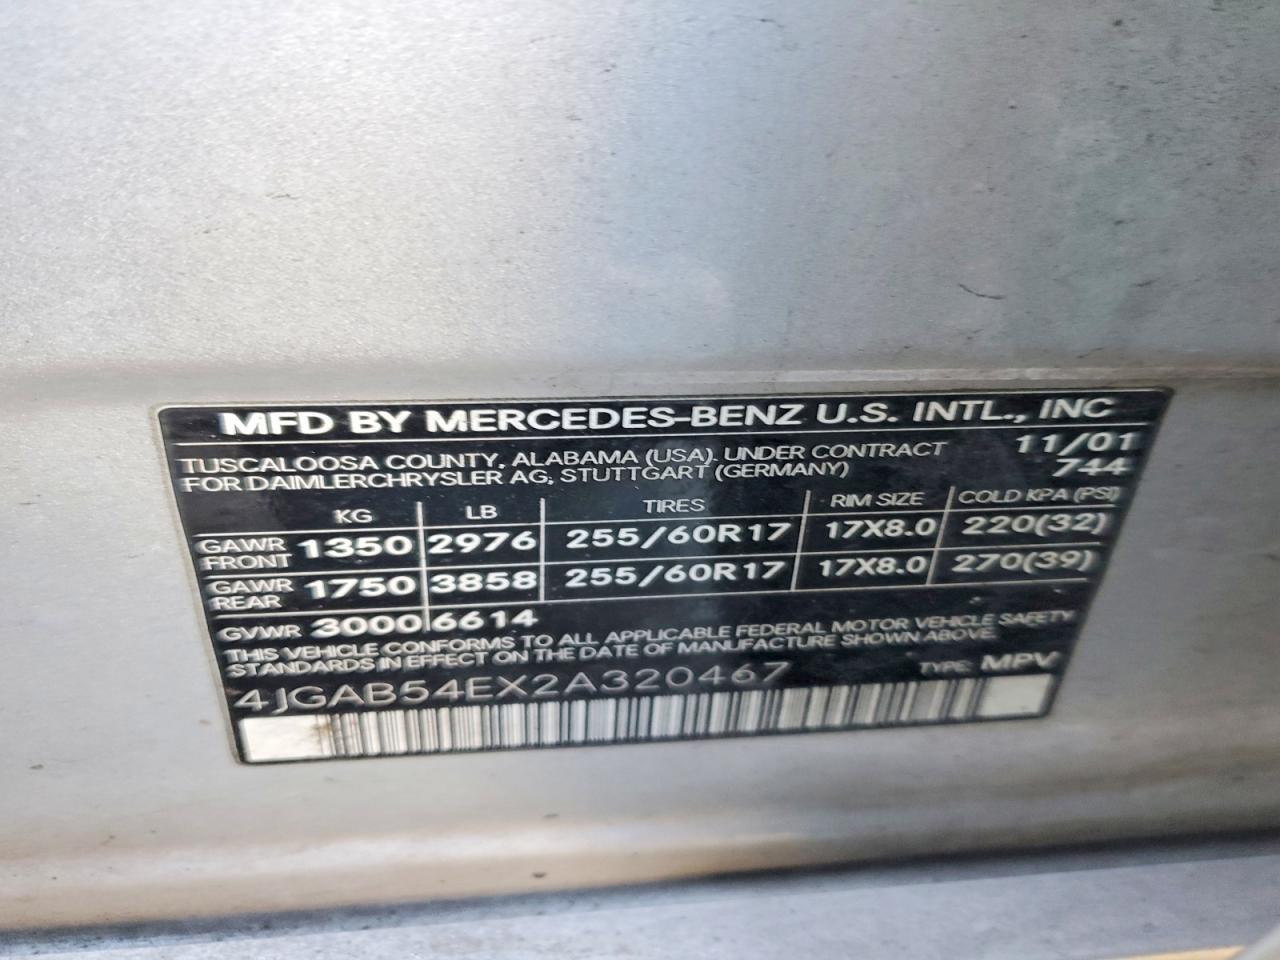 MFD BY MERCEDES-BENZ U.S. INTL., INC
TUSCALOOSA COUNTY, ALABAMA (USA). UNDER CONTRACT 11/01
FOR DAIMLERCHRYSLER AG, STUTTGART (GERMANY) 744
KG LB TIRES RIM SIZE COLD KPA (PSI)
GAWR FRONT 1350 2976 255/60R17 17X8.0 220(32)
GAWR REAR 1750 3858 255/60R17 17X8.0 270(39)
GVWR 3000 6614
THIS VEHICLE CONFORMS TO ALL APPLICABLE FEDERAL MOTOR VEHICLE SAFETY
STANDARDS IN EFFECT ON THE DATE OF MANUFACTURE SHOWN ABOVE.
4JGAB54EX2A320467 TYPE: MPV